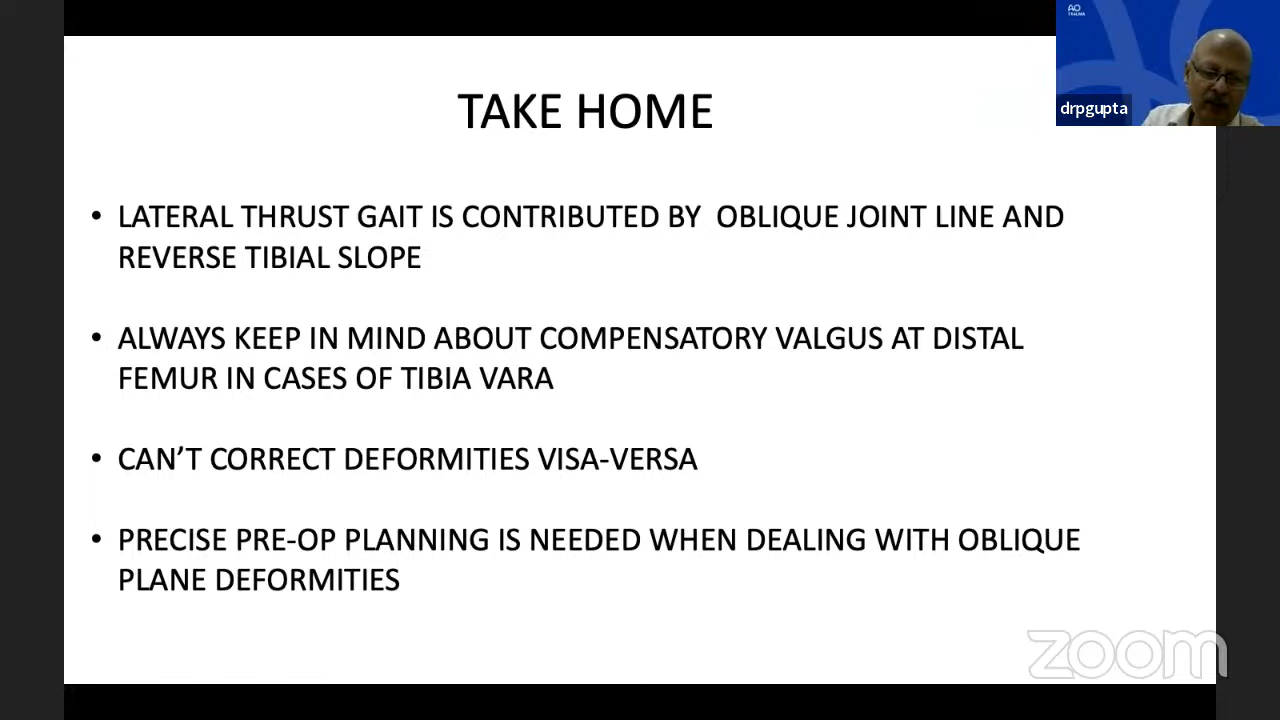 AO
TRAUMA
drpgupta
TAKE HOME
• LATERAL THRUST GAIT IS CONTRIBUTED BY OBLIQUE JOINT LINE AND
REVERSE TIBIAL SLOPE
• ALWAYS KEEP IN MIND ABOUT COMPENSATORY VALGUS AT DISTAL
FEMUR IN CASES OF TIBIA VARA
• CAN’T CORRECT DEFORMITIES VISA-VERSA
• PRECISE PRE-OP PLANNING IS NEEDED WHEN DEALING WITH OBLIQUE
PLANE DEFORMITIES
zoom